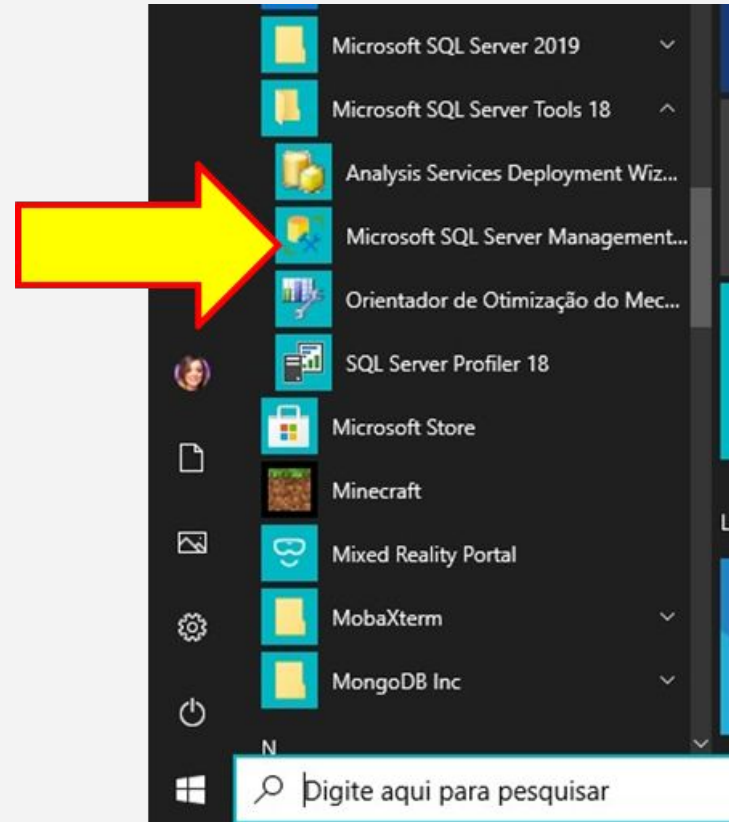 Microsoft SQL Server 2019
Microsoft SQL Server Tools 18
Analysis Services Deployment Wiz...
Microsoft SQL Server Management...
Orientador de Otimização do Mec...
SQL Server Profiler 18
Microsoft Store
Minecraft
Mixed Reality Portal
MobaXterm
MongoDB Inc
N
L
Digite aqui para pesquisar